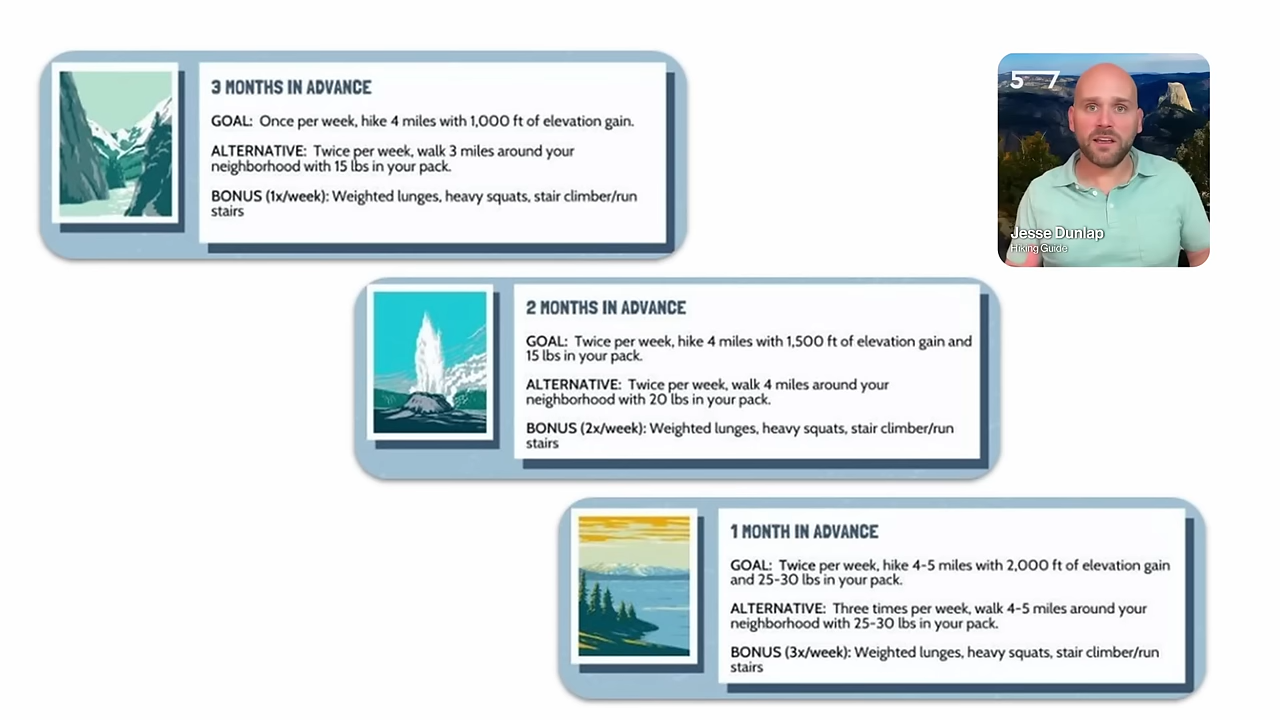 3 MONTHS IN ADVANCE
GOAL: Once per week, hike 4 miles with 1,000 ft of elevation gain.
ALTERNATIVE: Twice per week, walk 3 miles around your
neighborhood with 15 lbs in your pack.
BONUS (1x/week): Weighted lunges, heavy squats, stair climber/run
stairs
5 7
Jesse Dunlap
Hiking Guide
2 MONTHS IN ADVANCE
GOAL: Twice per week, hike 4 miles with 1,500 ft of elevation gain and
15 lbs in your pack.
ALTERNATIVE: Twice per week, walk 4 miles around your
neighborhood with 20 lbs in your pack.
BONUS (2x/week): Weighted lunges, heavy squats, stair climber/run
stairs
1 MONTH IN ADVANCE
GOAL: Twice per week, hike 4-5 miles with 2,000 ft of elevation gain
and 25-30 lbs in your pack.
ALTERNATIVE: Three times per week, walk 4-5 miles around your
neighborhood with 25-30 lbs in your pack.
BONUS (3x/week): Weighted lunges, heavy squats, stair climber/run
stairs